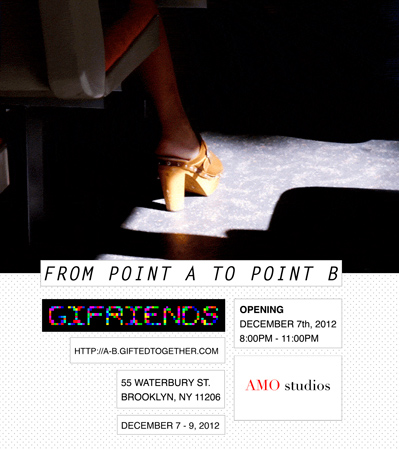 FROM POINT A TO POINT B
GIFRIENDS
HTTP://A-B.GIFTEDTOGETHER.COM
55 WATERBURY ST.
BROOKLYN, NY 11206
DECEMBER 7 - 9, 2012
OPENING
DECEMBER 7th, 2012
8:00PM - 11:00PM
AMO studios